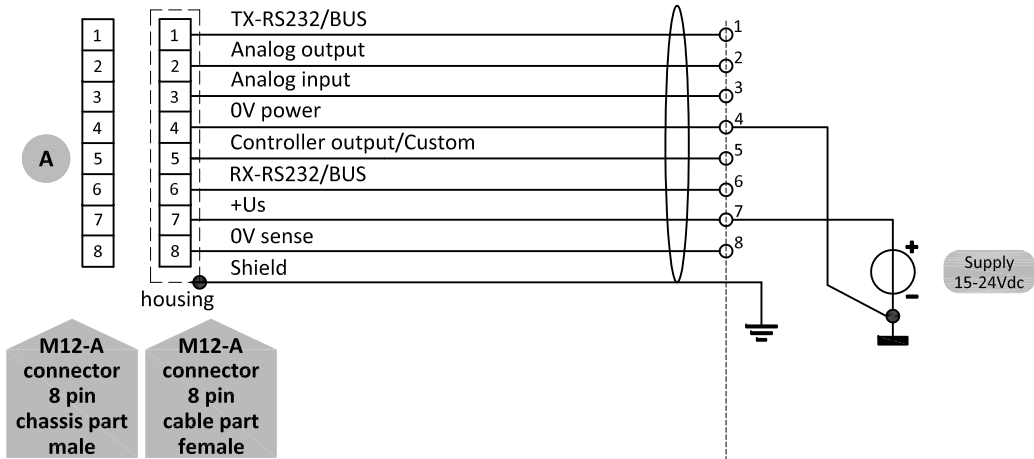 1 1 TX-RS232/BUS 1
2 2 Analog output 2
3 3 Analog input 3
4 4 0V power 4
A 5 5 Controller output/Custom 5
6 6 RX-RS232/BUS 6
7 7 +Us 7
8 8 0V sense 8
Shield
housing
+
-
Supply
15-24Vdc
M12-A
connector
8 pin
chassis part
male
M12-A
connector
8 pin
cable part
female